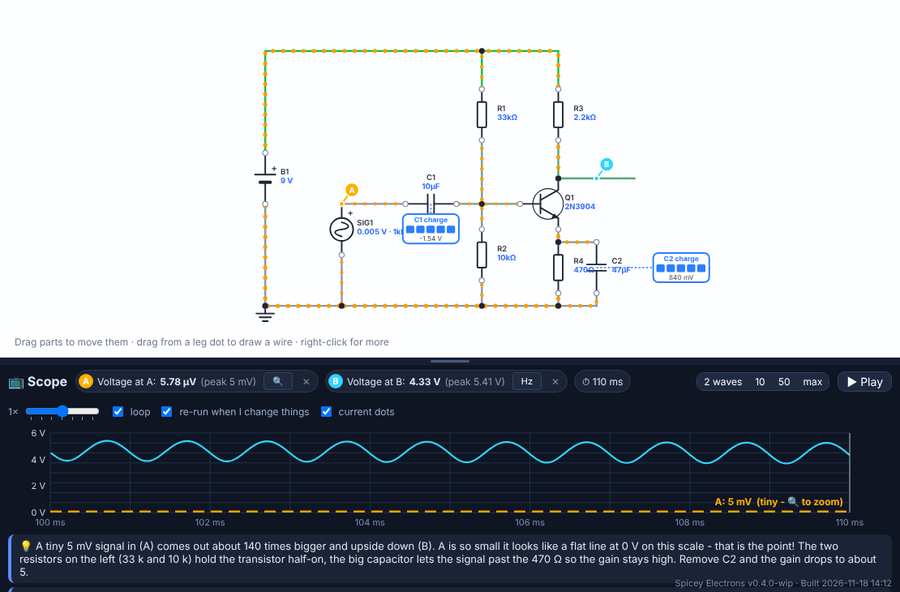 R1
33kΩ
R3
2.2kΩ
B1
9 V
+
A
C1
10µF
B
Q1
2N3904
+
SIG1
0.005 V · 1k
C1 charge
-1.54 V
R2
10kΩ
R4
470Ω
C2
47µF
C2 charge
840 mV
Drag parts to move them · drag from a leg dot to draw a wire · right-click for more
📺 Scope
A Voltage at A: 5.78 µV (peak 5 mV) 🔍 ×
B Voltage at B: 4.33 V (peak 5.41 V) Hz ×
⏱ 110 ms
2 waves 10 50 max
▶ Play
1× loop re-run when I change things current dots
6 V
4 V
2 V
0 V
A: 5 mV (tiny - 🔍 to zoom)
100 ms 102 ms 104 ms 106 ms 108 ms 110 ms
💡 A tiny 5 mV signal in (A) comes out about 140 times bigger and upside down (B). A is so small it looks like a flat line at 0 V on this scale - that is the point! The two
resistors on the left (33 k and 10 k) hold the transistor half-on, the big capacitor lets the signal past the 470 Ω so the gain stays high. Remove C2 and the gain drops to about
5.
Spicey Electrons v0.4.0-wip · Built 2026-11-18 14:12